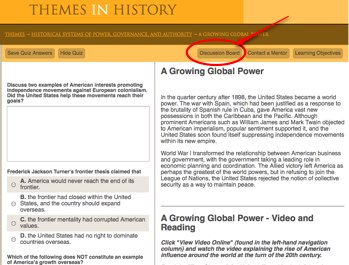 THEMES IN HISTORY
THEMES – HISTORICAL SYSTEMS OF POWER, GOVERNANCE, AND AUTHORITY – A GROWING GLOBAL POWER
Save Quiz Answers
Hide Quiz
Discussion Board
Contact a Mentor
Learning Objectives
Discuss two examples of American interests promoting
independence movements against European colonialism.
Did the United States help these movements reach their
goals?
Frederick Jackson Turner's frontier thesis claimed that
A. America would never reach the end of its
frontier.
B. the frontier had closed within the United
States, and the country should expand
overseas.
C. the frontier mentality had corrupted American
values.
D. the United States had no right to dominate
countries overseas.
Which of the following does NOT constitute an example
of America's growth overseas?
A Growing Global Power
In the quarter century after 1898, the United States became a world
power. The war with Spain, which had been justified as a response to
the brutality of Spanish rule in Cuba, gave America vast new
possessions in both the Caribbean and the Pacific. Although
prominent Americans such as William James and Mark Twain objected
to American imperialism, popular sentiment supported it, and the
United States soon found itself suppressing independence movements
within its new empire.
World War I transformed the relationship between American business
and government, with the government taking a leading role in
economic planning and coordination. The Allied victory left America as
perhaps the greatest of the world powers, but in refusing to join the
League of Nations, the United States rejected the notion of collective
security as a way to maintain peace.
A Growing Global Power - Video and
Reading
Click "View Video Online" (found in the left-hand navigation
column) and watch the video explaining the rise of American
influence around the world at the turn of the 20th century.